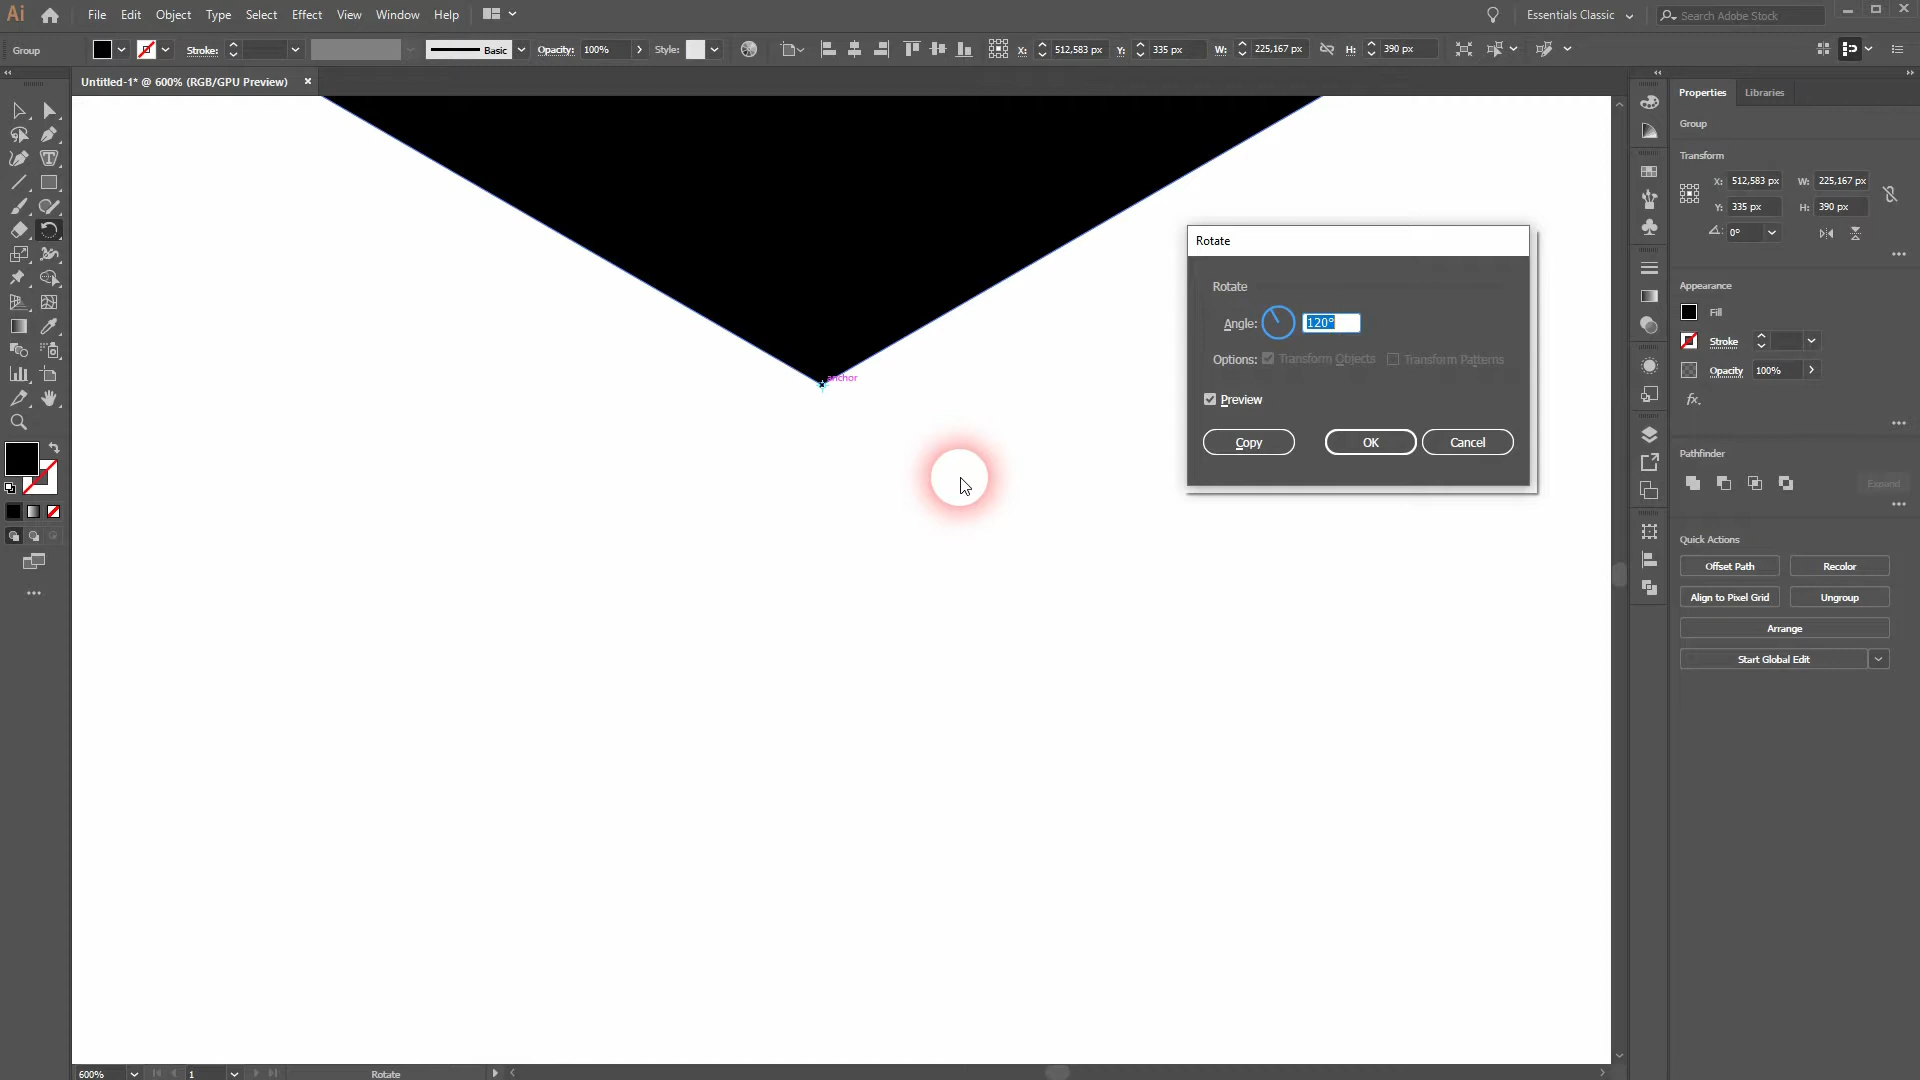 Ai File Edit Object Type Select Effect View Window Help Essentials Classic Search Adobe Stock
Group Stroke: Basic Opacity: 100% Style: X: 512,583 px Y: 335 px W: 225,167 px H: 390 px
Untitled-1* @ 600% (RGB/GPU Preview)
Properties Libraries
Group
Transform
X: 512,583 px W: 225,167 px
Y: 335 px H: 390 px
0°
Appearance
Fill
Stroke
Opacity 100%
fx.
Pathfinder
Expand
Quick Actions
Offset Path Recolor
Align to Pixel Grid Ungroup
Arrange
Start Global Edit
Rotate
Rotate
Angle: 120°
Options: Transform Objects Transform Patterns
Preview
Copy OK Cancel
anchor
600% 1 Rotate